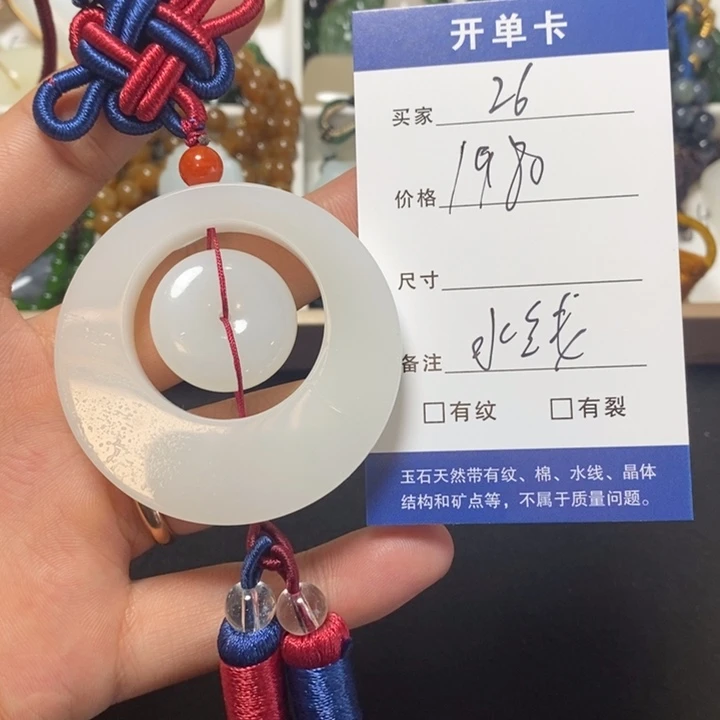 开单卡
买家 26
价格 1980
尺寸
备注 水线
□有纹 □有裂
玉石天然带有纹、棉、水线、晶体
结构和矿点等，不属于质量问题。